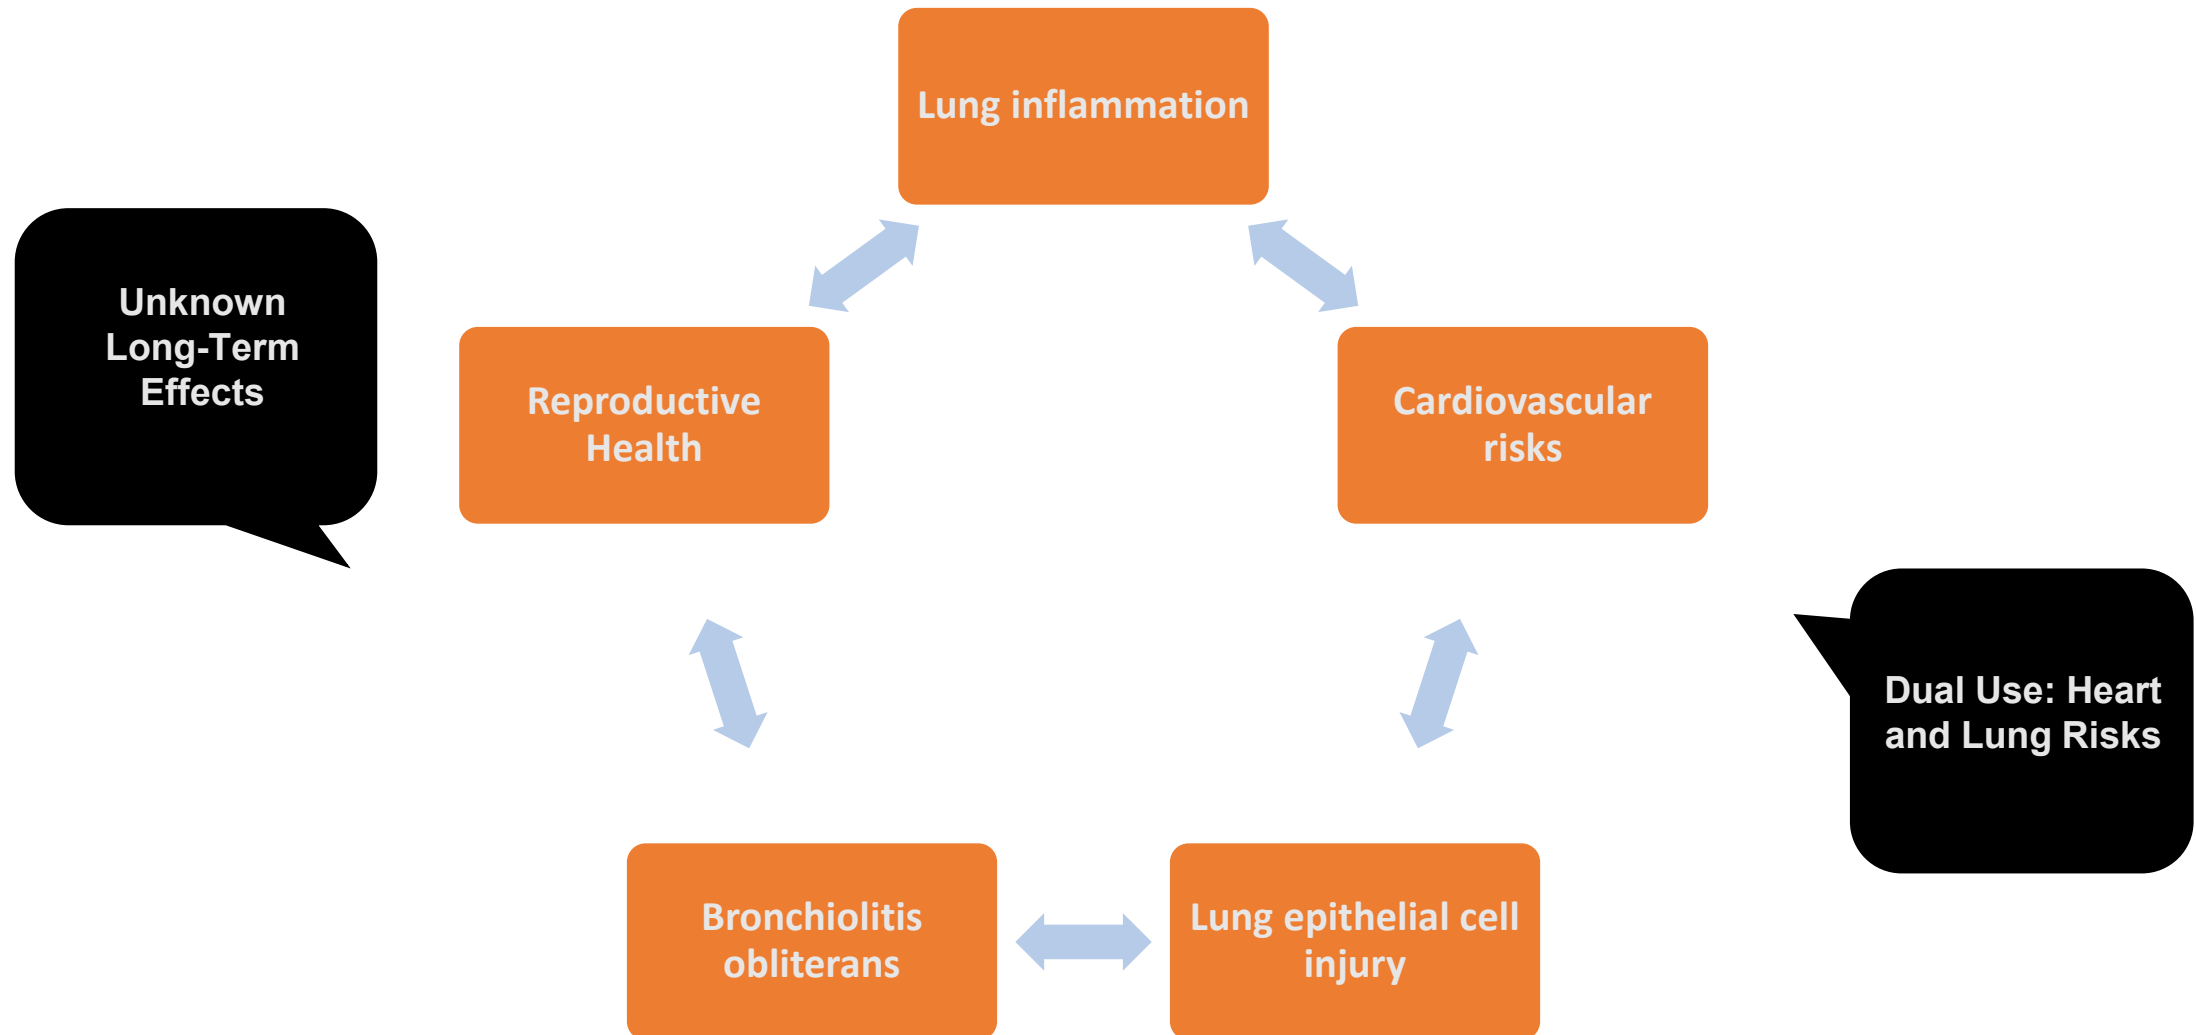 Lung inflammation
Unknown
Long-Term
Effects
Reproductive
Health
Cardiovascular
risks
Dual Use: Heart
and Lung Risks
Bronchiolitis
obliterans
Lung epithelial cell
injury